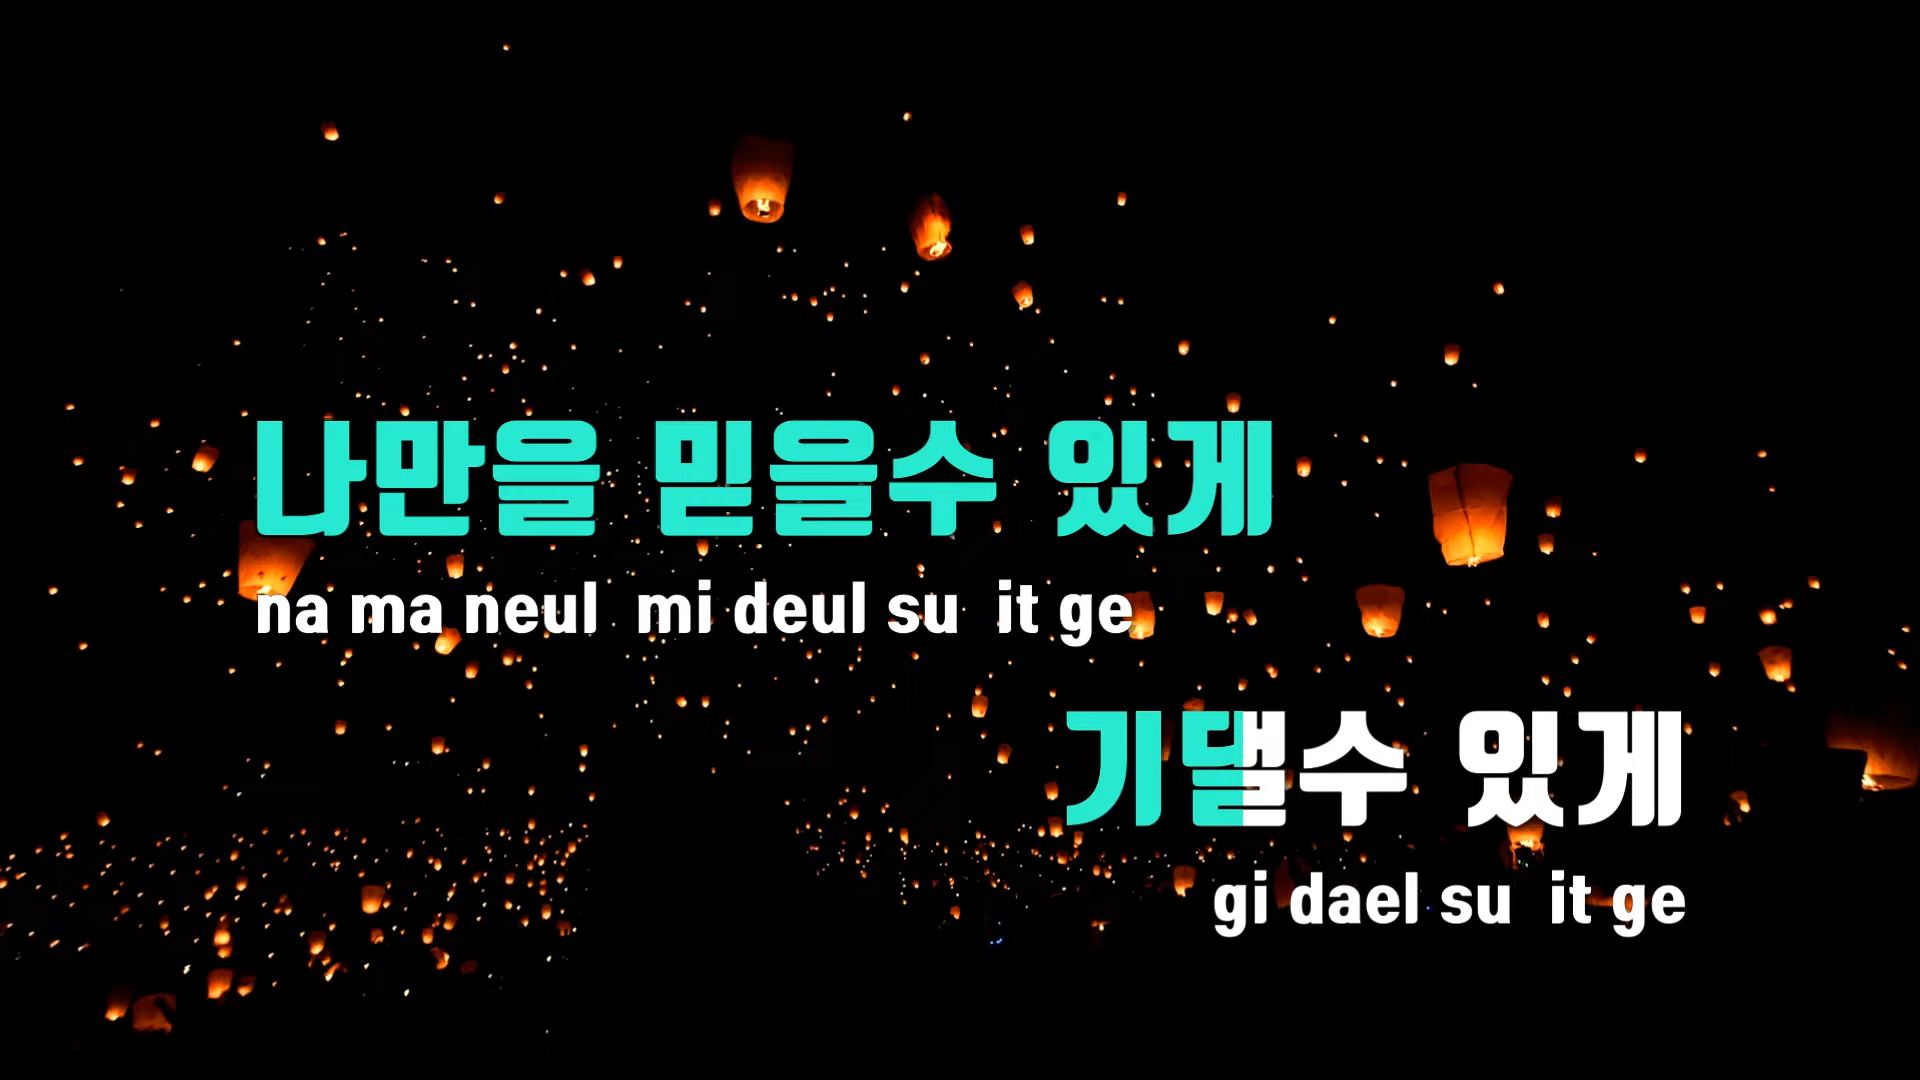 나만을 믿을수 있게
na ma neul mi deul su it ge
기댈수 있게
gi dael su it ge